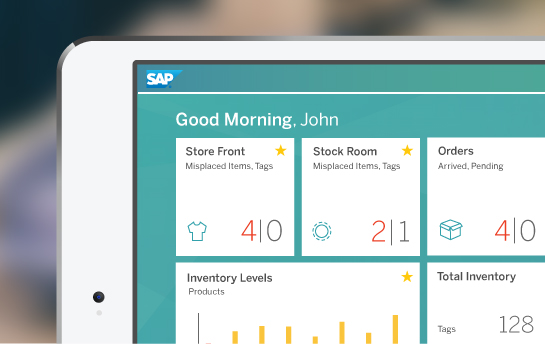 SAP
Good Morning, John
Store Front
Misplaced Items, Tags
4|0
Stock Room
Misplaced Items, Tags
2|1
Orders
Arrived, Pending
4|0
Inventory Levels
Products
Total Inventory
Tags
128